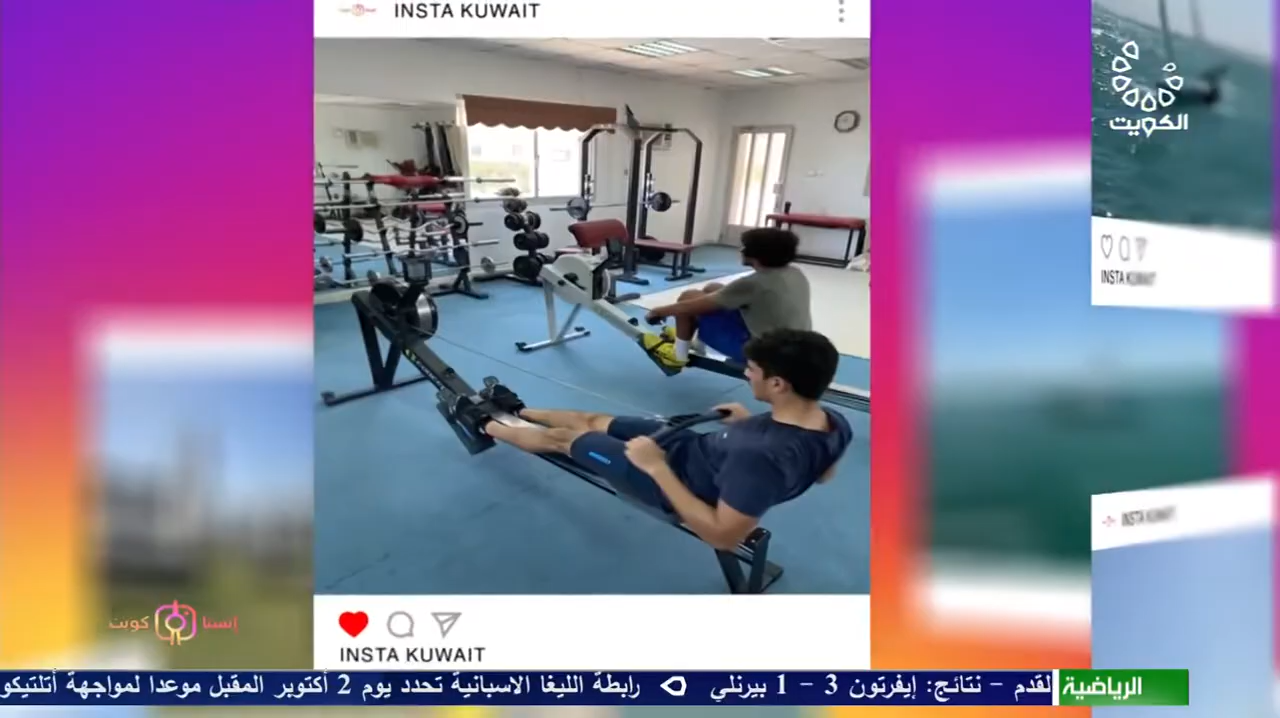 INSTA KUWAIT
الكويت
INSTA KUWAIT
INSTA KUWAIT
إنستا كويت
INSTA KUWAIT
الرياضية
لقدم - نتائج: إيفرتون 3 - 1 بيرنلي
رابطة الليغا الاسبانية تحدد يوم 2 أكتوبر المقبل موعدا لمواجهة أتلتيكو